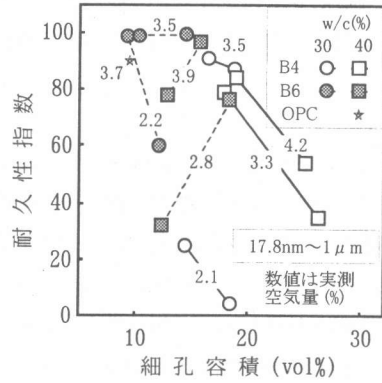 w/c(%)
30 40
B4
B6
OPC
100
80
60
40
20
0
耐久性指数
3.5
3.5
3.7
3.9
2.2
2.8
4.2
3.3
2.1
17.8nm～1μm
数値は実測
空気量(%)
10 20 30
細孔容積(vol%)